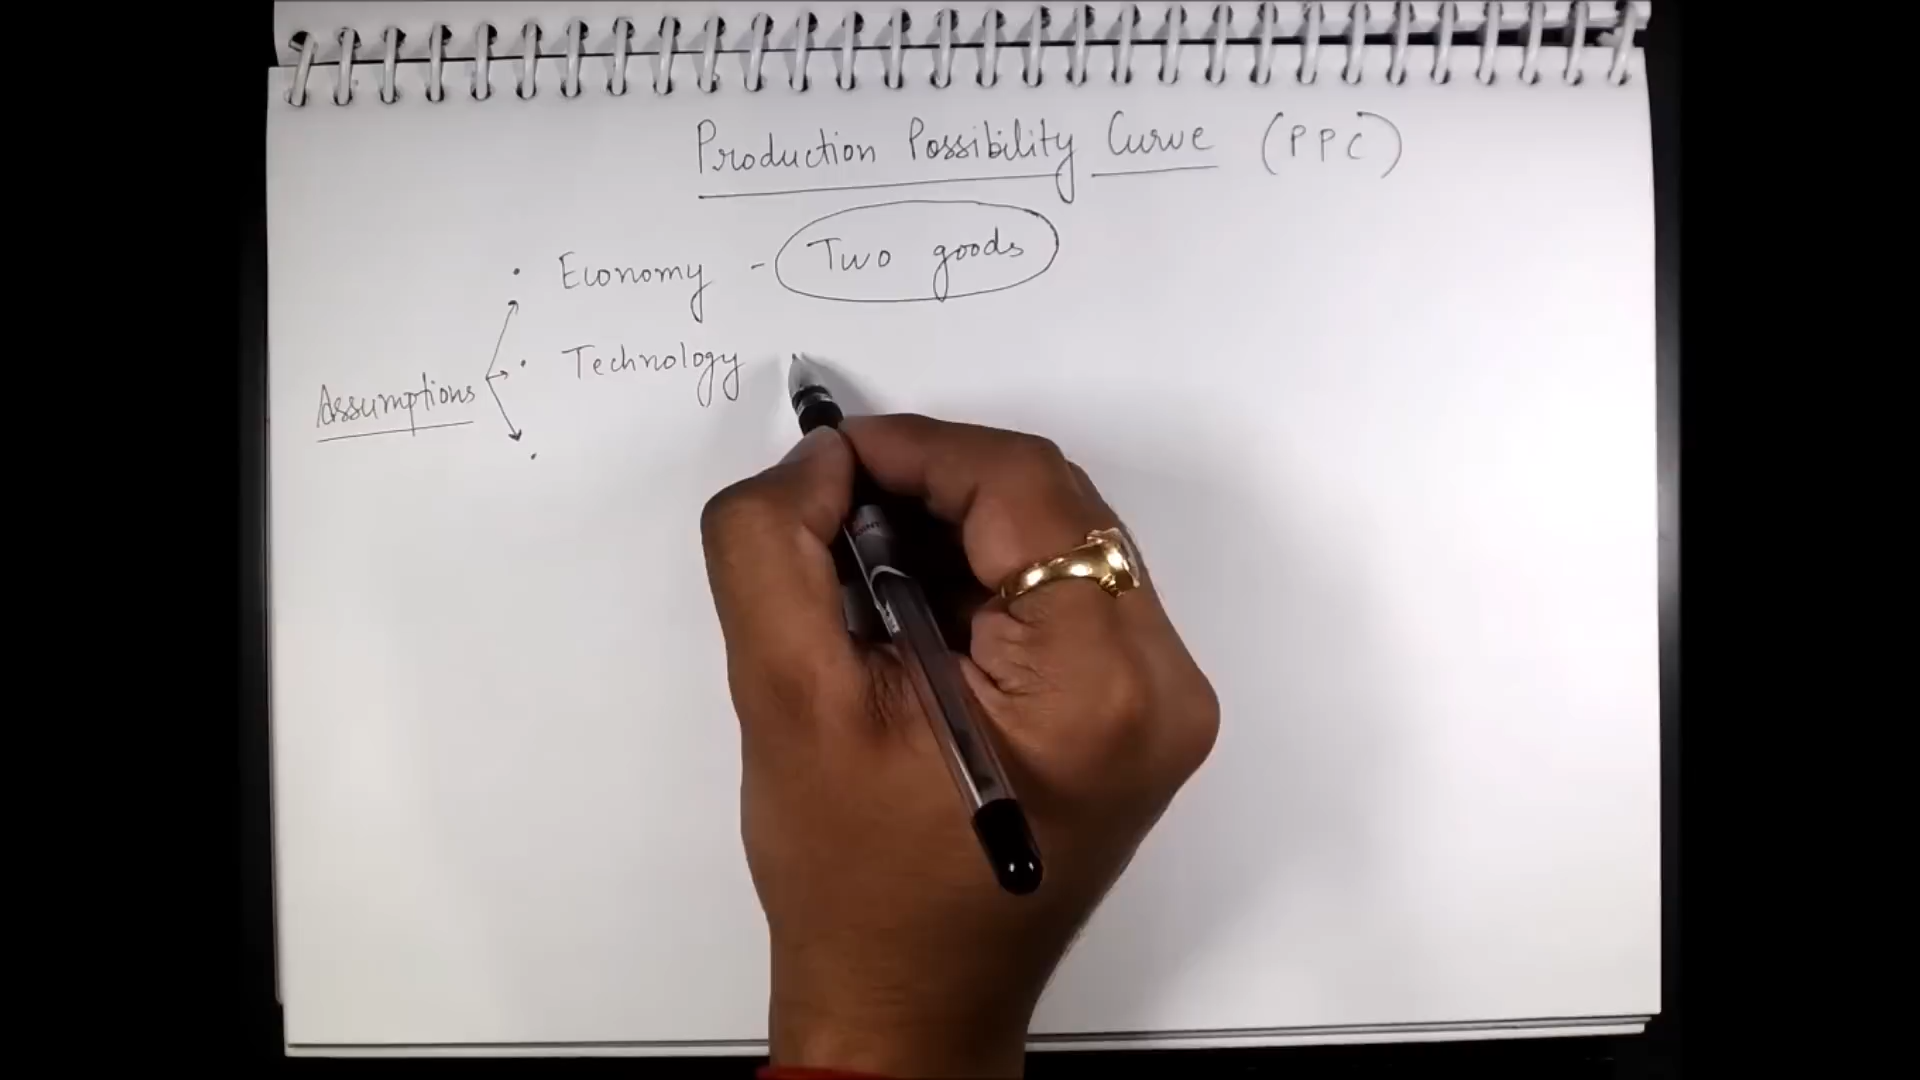 Production Possibility Curve (PPC)
• Economy - Two goods
• Technology
Assumptions